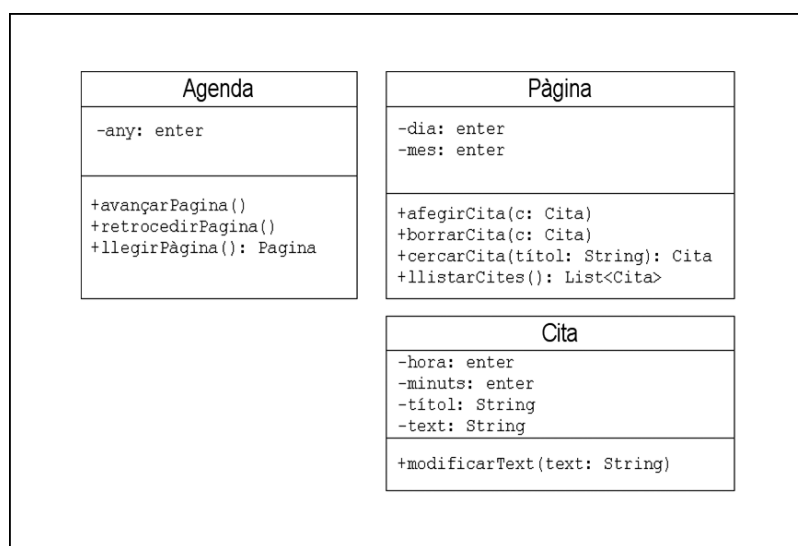 Agenda
-any: enter
+avançarPagina()
+retrocedirPagina()
+llegirPàgina(): Pagina
Pàgina
-dia: enter
-mes: enter
+afegirCita(c: Cita)
+borrarCita(c: Cita)
+cercarCita(títol: String): Cita
+llistarCites(): List<Cita>
Cita
-hora: enter
-minuts: enter
-títol: String
-text: String
+modificarText(text: String)